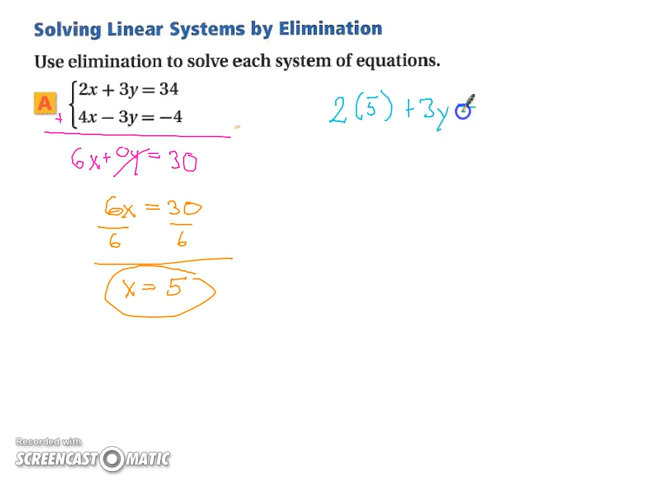 Solving Linear Systems by Elimination
Use elimination to solve each system of equations.
A
2x + 3y = 34
+ 4x − 3y = −4
6x + 0y = 30
6x = 30
6 6
x = 5
2(5) + 3y
Recorded with
SCREENCAST O MATIC